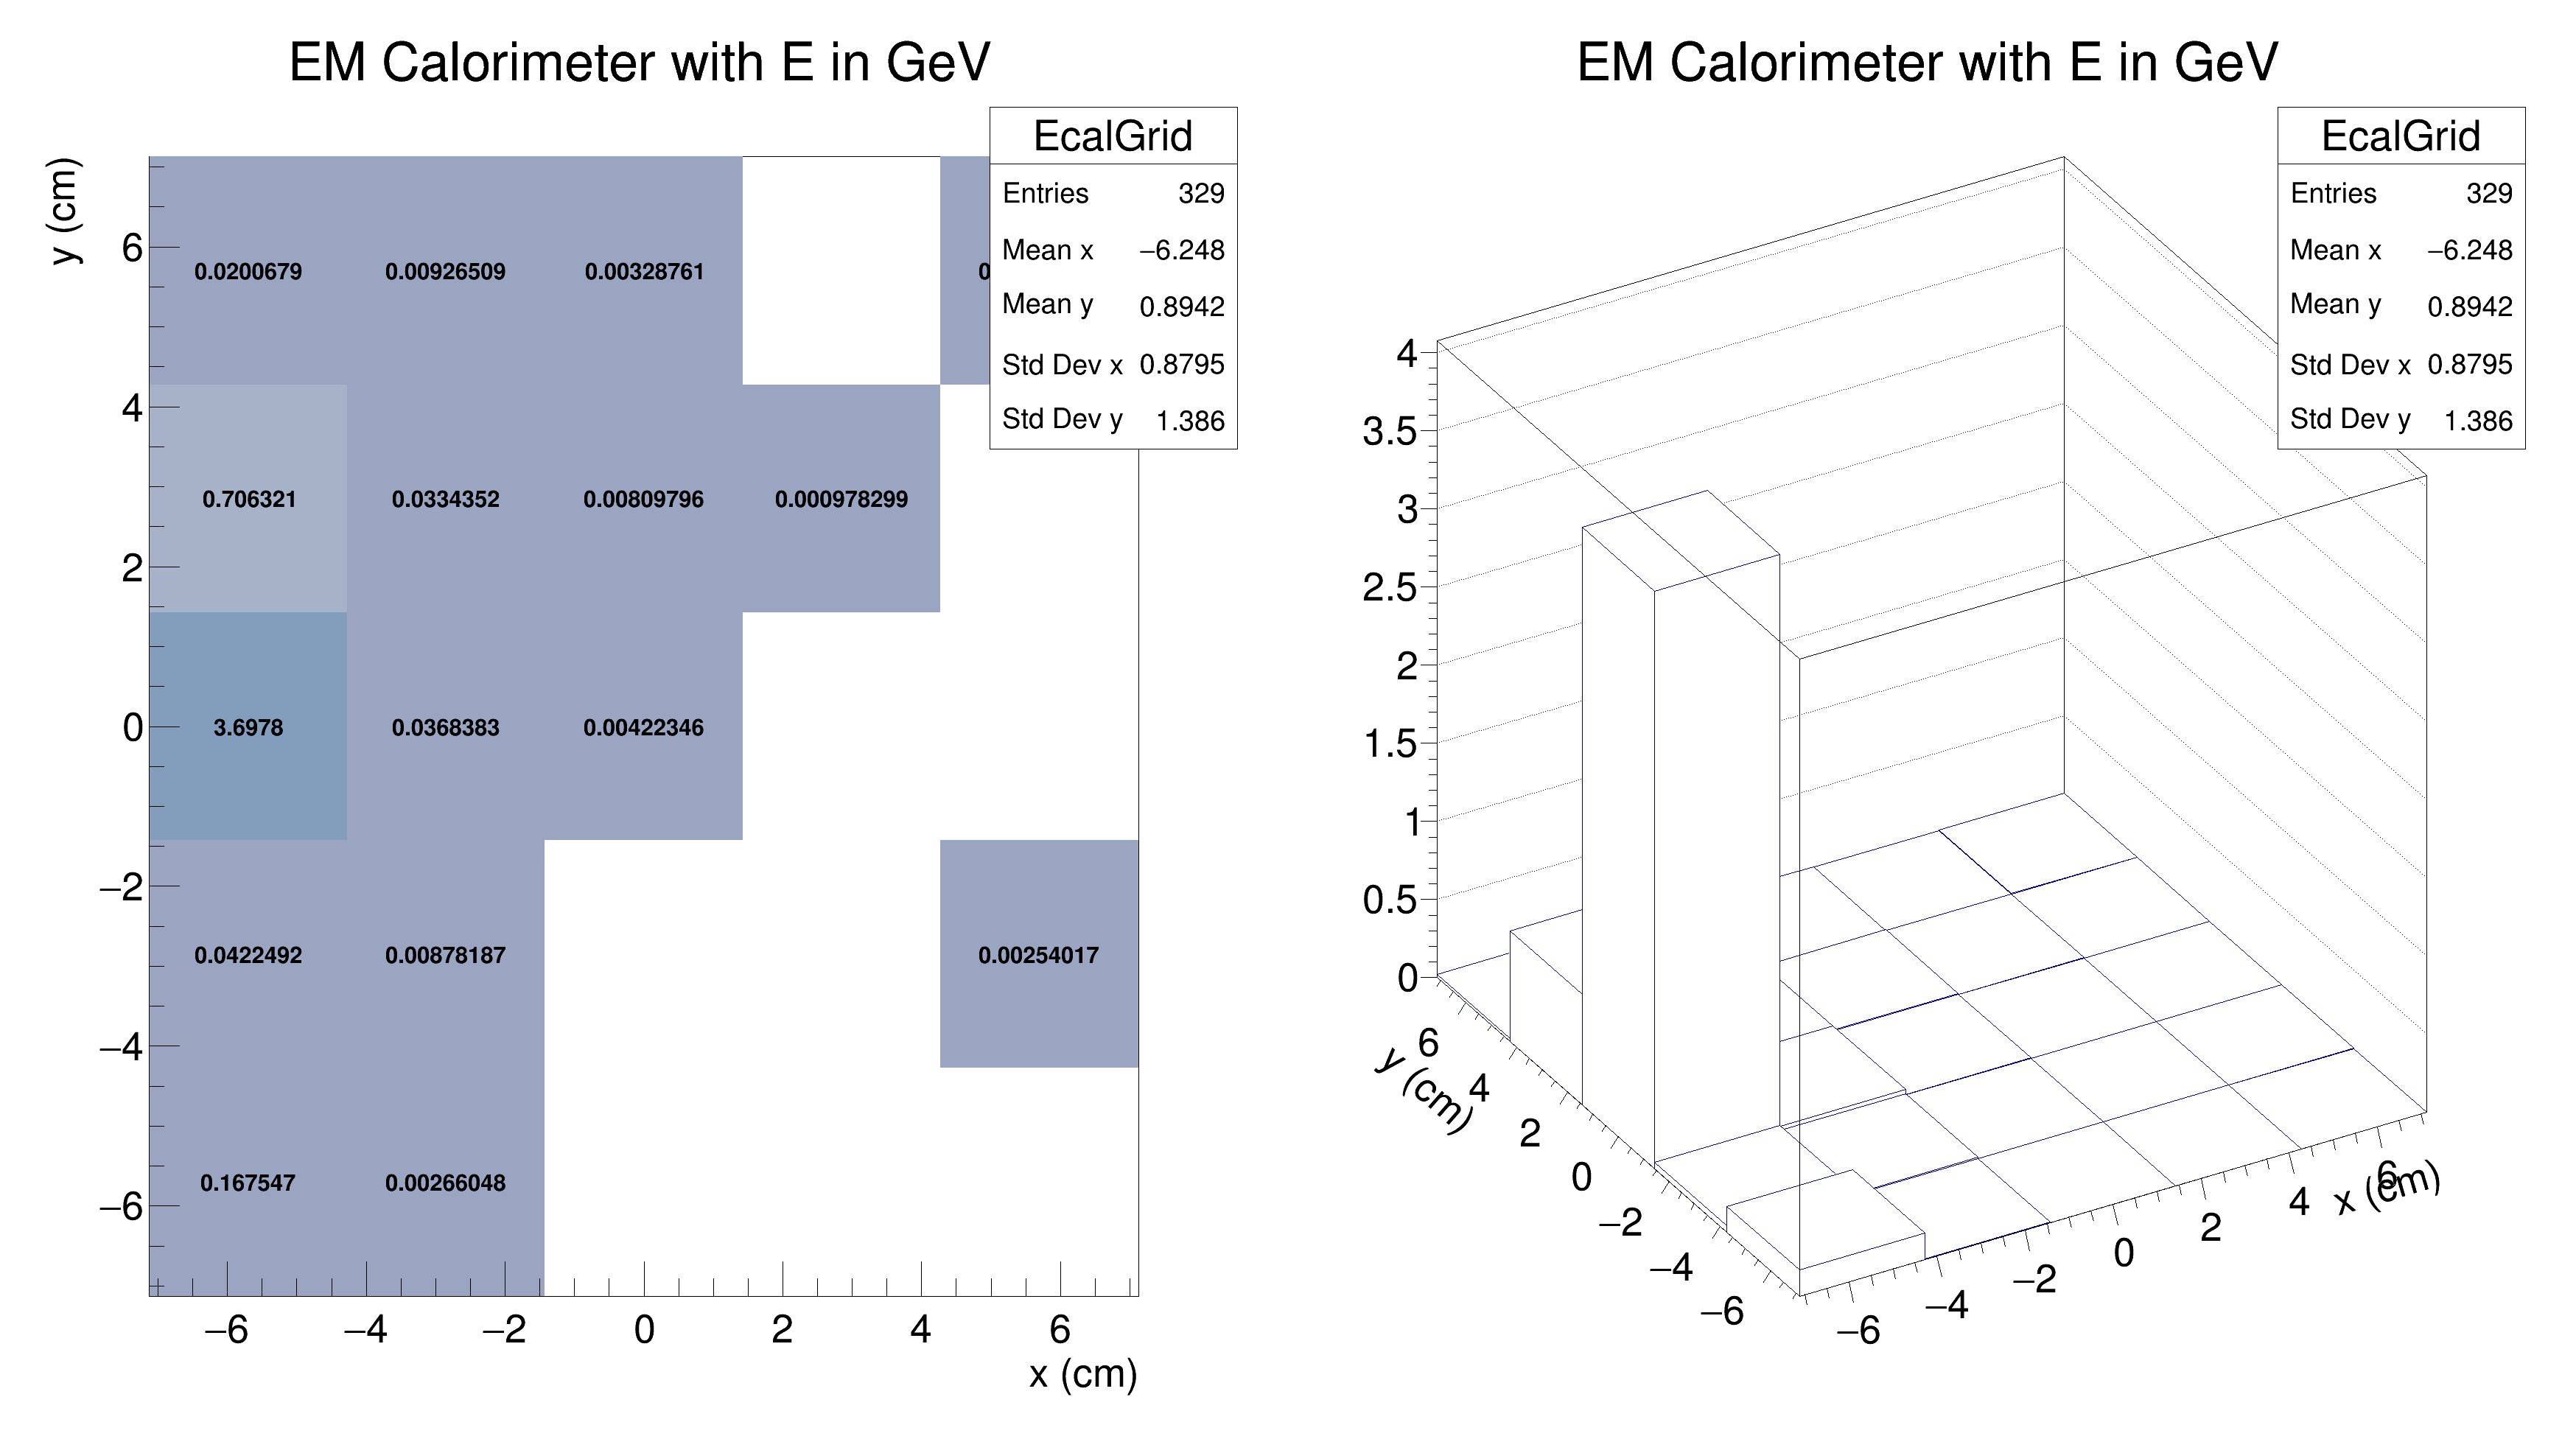 EM Calorimeter with E in GeV
EcalGrid
Entries 329
Mean x −6.248
Mean y 0.8942
Std Dev x 0.8795
Std Dev y 1.386
y (cm)
6
4
2
0
−2
−4
−6
0.0200679 0.00926509 0.00328761
0.706321 0.0334352 0.00809796 0.000978299
3.6978 0.0368383 0.00422346
0.0422492 0.00878187 0.00254017
0.167547 0.00266048
−6 −4 −2 0 2 4 6
x (cm)
EM Calorimeter with E in GeV
EcalGrid
Entries 329
Mean x −6.248
Mean y 0.8942
Std Dev x 0.8795
Std Dev y 1.386
4
3.5
3
2.5
2
1.5
1
0.5
0
y (cm)
6
4
2
0
−2
−4
−6
−6 −4 −2 0 2 4 6
x (cm)